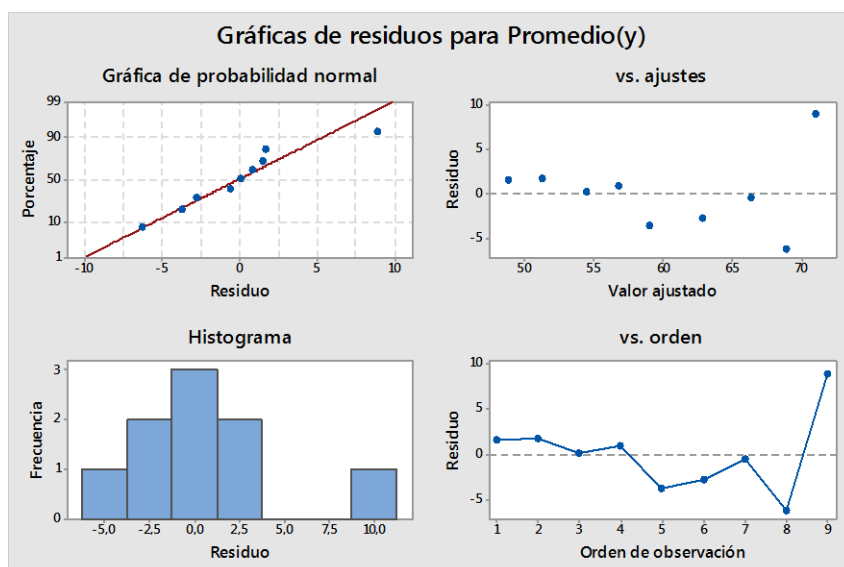 Gráficas de residuos para Promedio(y)
Gráfica de probabilidad normal
Porcentaje
99
90
50
10
1
-10 -5 0 5 10
Residuo
vs. ajustes
Residuo
10
5
0
-5
50 55 60 65 70
Valor ajustado
Histograma
Frecuencia
3
2
1
0
-5,0 -2,5 0,0 2,5 5,0 7,5 10,0
Residuo
vs. orden
Residuo
10
5
0
-5
1 2 3 4 5 6 7 8 9
Orden de observación